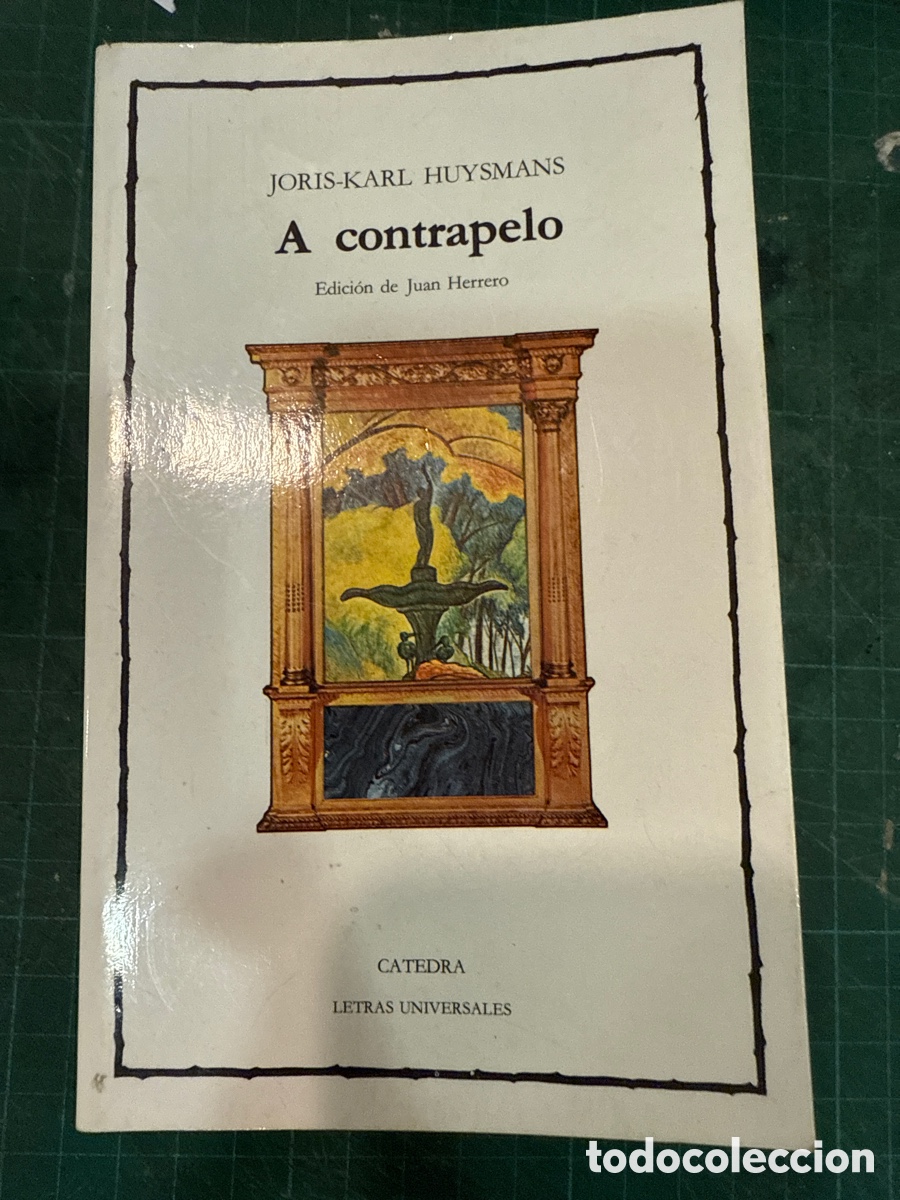 JORIS-KARL HUYSMANS
A contrapelo
Edición de Juan Herrero
CATEDRA
LETRAS UNIVERSALES
todocoleccion